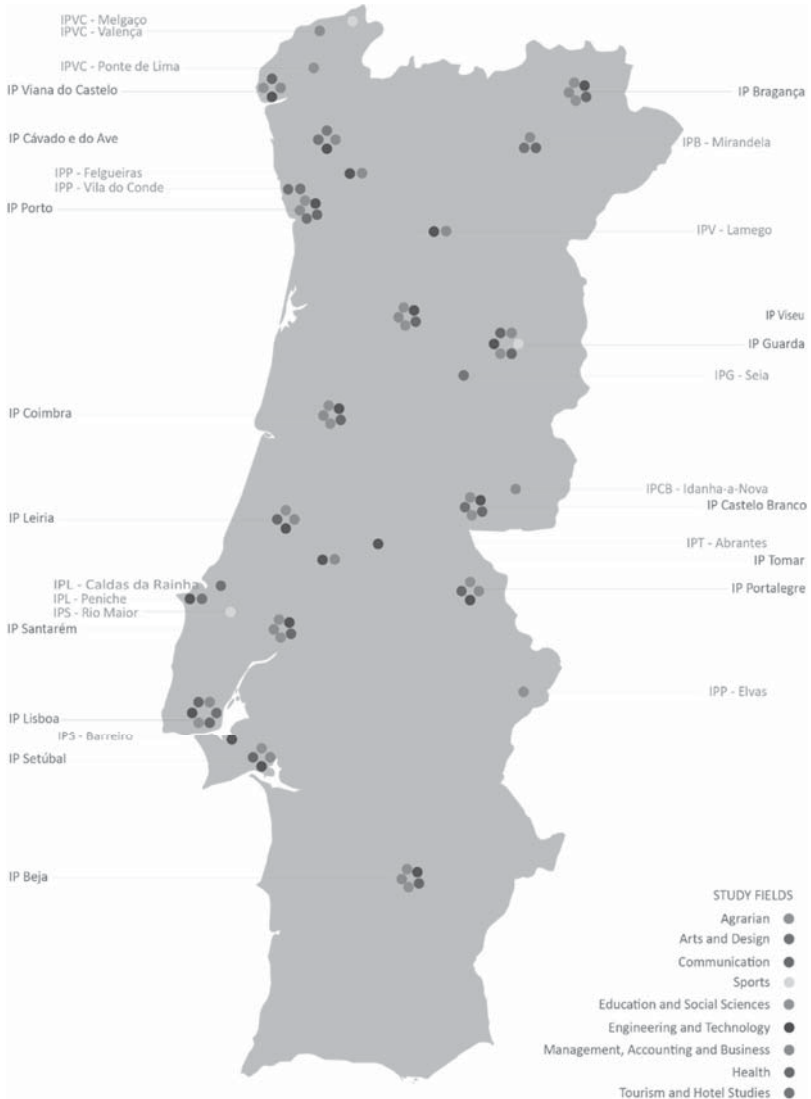 IPVC - Melgaço
IPVC - Valença
IPVC - Ponte de Lima
IP Viana do Castelo
IP Cávado e do Ave
IPP - Felgueiras
IPP - Vila do Conde
IP Porto
IP Coimbra
IP Leiria
IPL - Caldas da Rainha
IPL - Peniche
IPS - Rio Maior
IP Santarém
IP Lisboa
IPS - Barreiro
IP Setúbal
IP Beja
IP Bragança
IPB - Mirandela
IPV - Lamego
IP Viseu
IP Guarda
IPG - Seia
IPCB - Idanha-a-Nova
IP Castelo Branco
IPT - Abrantes
IP Tomar
IP Portalegre
IPP - Elvas
STUDY FIELDS
Agrarian
Arts and Design
Communication
Sports
Education and Social Sciences
Engineering and Technology
Management, Accounting and Business
Health
Tourism and Hotel Studies